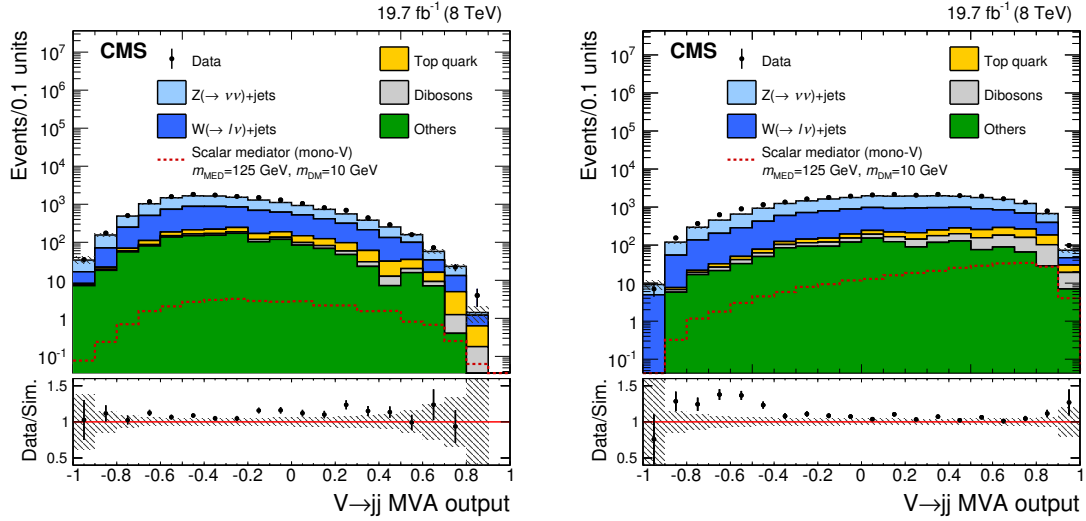 19.7 fb⁻¹ (8 TeV)
CMS
Events/0.1 units
10⁷
10⁶
10⁵
10⁴
10³
10²
10
1
10⁻¹
Data
Z(→ νν)+jets
W(→ lν)+jets
Top quark
Dibosons
Others
Scalar mediator (mono-V)
m_MED=125 GeV, m_DM=10 GeV
Data/Sim.
1.5
1
0.5
-1 -0.8 -0.6 -0.4 -0.2 0 0.2 0.4 0.6 0.8 1
V→jj MVA output
19.7 fb⁻¹ (8 TeV)
CMS
Events/0.1 units
10⁷
10⁶
10⁵
10⁴
10³
10²
10
1
10⁻¹
Data
Z(→ νν)+jets
W(→ lν)+jets
Top quark
Dibosons
Others
Scalar mediator (mono-V)
m_MED=125 GeV, m_DM=10 GeV
Data/Sim.
1.5
1
0.5
-1 -0.8 -0.6 -0.4 -0.2 0 0.2 0.4 0.6 0.8 1
V→jj MVA output